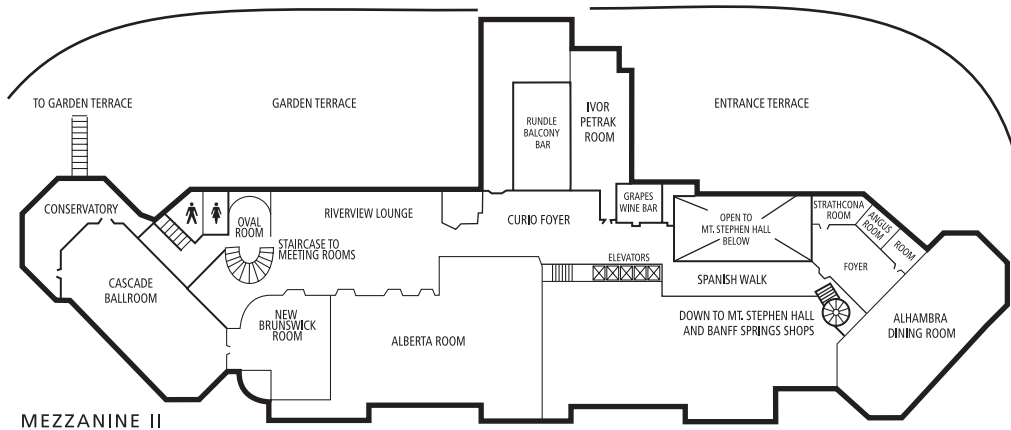 TO GARDEN TERRACE
GARDEN TERRACE
ENTRANCE TERRACE
RUNDLE
BALCONY
BAR
IVOR
PETRAK
ROOM
CONSERVATORY
OVAL
ROOM
RIVERVIEW LOUNGE
CURIO FOYER
GRAPES
WINE BAR
OPEN TO
MT. STEPHEN HALL
BELOW
STRATHCONA
ROOM
ANGUS
ROOM
ROOM
STAIRCASE TO
MEETING ROOMS
ELEVATORS
SPANISH WALK
FOYER
CASCADE
BALLROOM
NEW
BRUNSWICK
ROOM
ALBERTA ROOM
DOWN TO MT. STEPHEN HALL
AND BANFF SPRINGS SHOPS
ALHAMBRA
DINING ROOM
MEZZANINE II